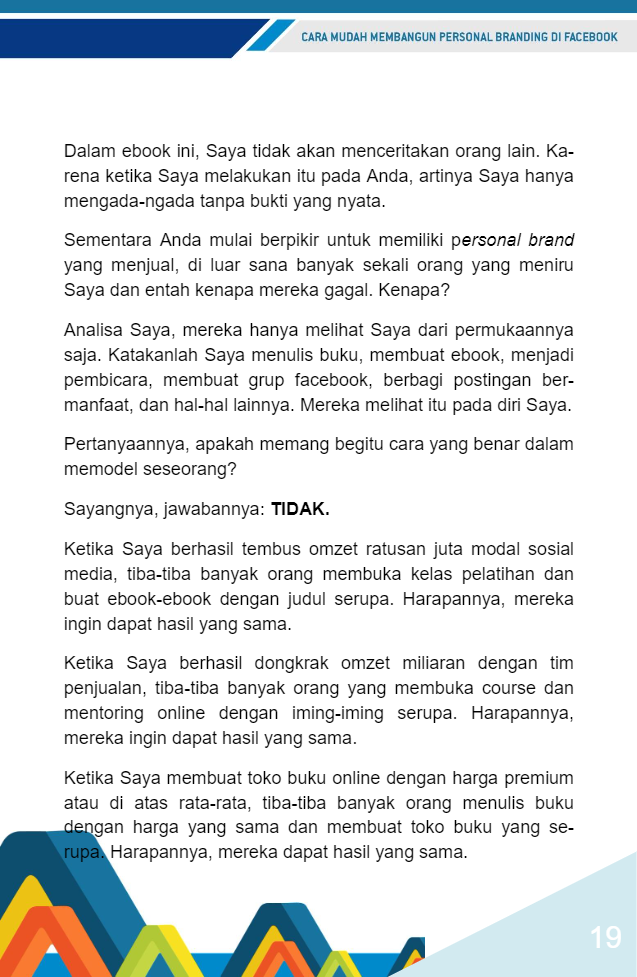 CARA MUDAH MEMBANGUN PERSONAL BRANDING DI FACEBOOK
Dalam ebook ini, Saya tidak akan menceritakan orang lain. Ka-
rena ketika Saya melakukan itu pada Anda, artinya Saya hanya
mengada-ngada tanpa bukti yang nyata.
Sementara Anda mulai berpikir untuk memiliki personal brand
yang menjual, di luar sana banyak sekali orang yang meniru
Saya dan entah kenapa mereka gagal. Kenapa?
Analisa Saya, mereka hanya melihat Saya dari permukaannya
saja. Katakanlah Saya menulis buku, membuat ebook, menjadi
pembicara, membuat grup facebook, berbagi postingan ber-
manfaat, dan hal-hal lainnya. Mereka melihat itu pada diri Saya.
Pertanyaannya, apakah memang begitu cara yang benar dalam
memodel seseorang?
Sayangnya, jawabannya: TIDAK.
Ketika Saya berhasil tembus omzet ratusan juta modal sosial
media, tiba-tiba banyak orang membuka kelas pelatihan dan
buat ebook-ebook dengan judul serupa. Harapannya, mereka
ingin dapat hasil yang sama.
Ketika Saya berhasil dongkrak omzet miliaran dengan tim
penjualan, tiba-tiba banyak orang yang membuka course dan
mentoring online dengan iming-iming serupa. Harapannya,
mereka ingin dapat hasil yang sama.
Ketika Saya membuat toko buku online dengan harga premium
atau di atas rata-rata, tiba-tiba banyak orang menulis buku
dengan harga yang sama dan membuat toko buku yang se-
rupa. Harapannya, mereka dapat hasil yang sama.
19